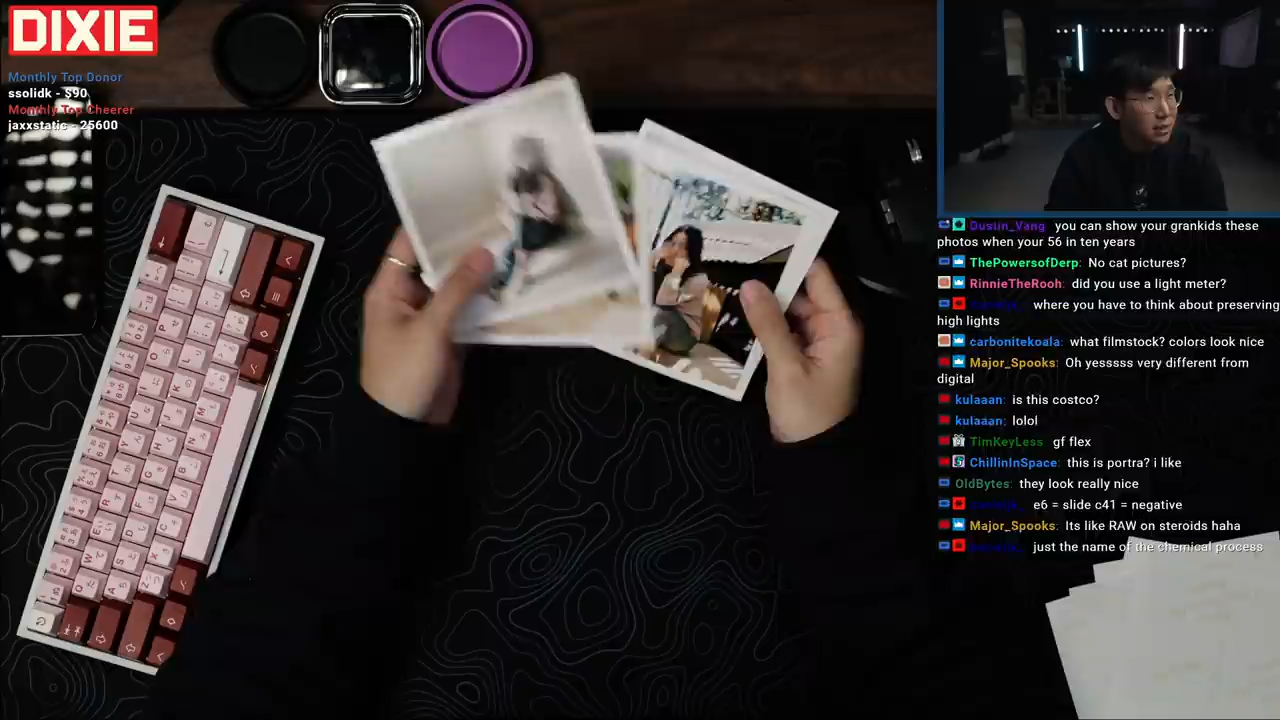 DIXIE
Monthly Top Donor
ssolidk - $90
Monthly Top Cheerer
jaxxstatic - 25600
Dustin_Vang: you can show your grankids these
photos when your 56 in ten years
ThePowersofDerp: No cat pictures?
RinnieTheRooh: did you use a light meter?
where you have to think about preserving
high lights
carbonitekoala: what filmstock? colors look nice
Major_Spooks: Oh yesssss very different from
digital
kulaaan: is this costco?
kulaaan: lolol
TimKeyLess gf flex
ChillinInSpace: this is portra? i like
OldBytes: they look really nice
e6 = slide c41 = negative
Major_Spooks: Its like RAW on steroids haha
just the name of the chemical process